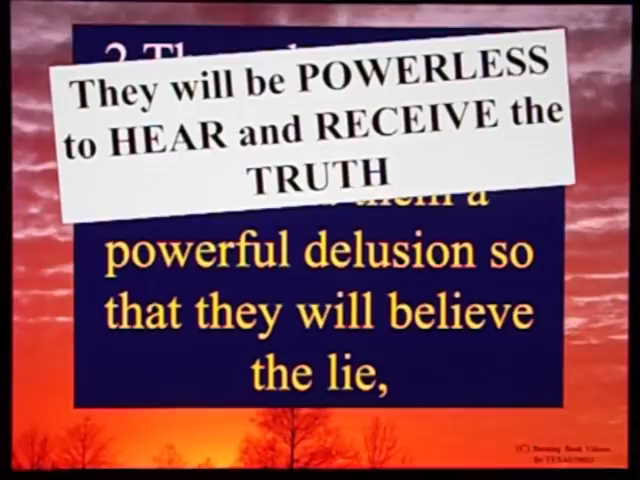 They will be POWERLESS
to HEAR and RECEIVE the
TRUTH
them a
powerful delusion so
that they will believe
the lie,